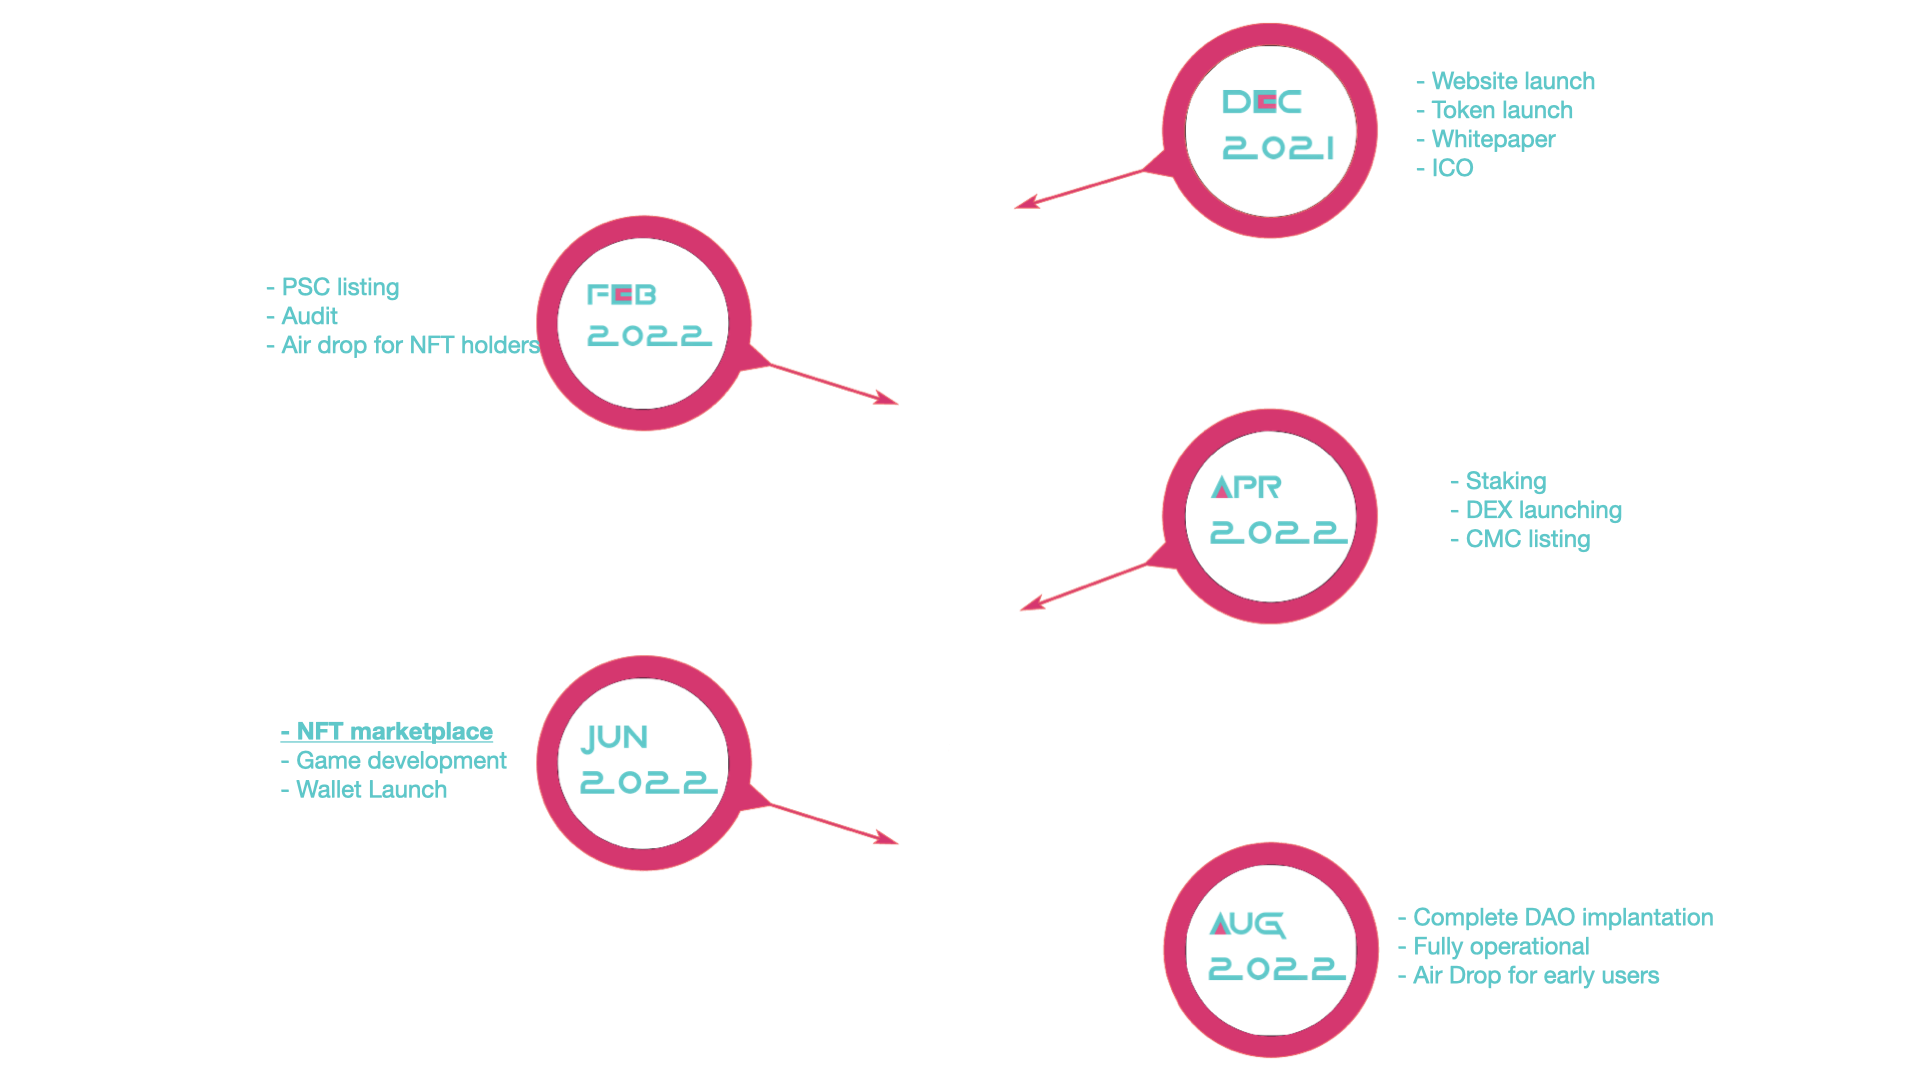 DEC
2021
- Website launch
- Token launch
- Whitepaper
- ICO
- PSC listing
- Audit
- Air drop for NFT holders
FEB
2022
APR
2022
- Staking
- DEX launching
- CMC listing
- NFT marketplace
- Game development
- Wallet Launch
JUN
2022
AUG
2022
- Complete DAO implantation
- Fully operational
- Air Drop for early users